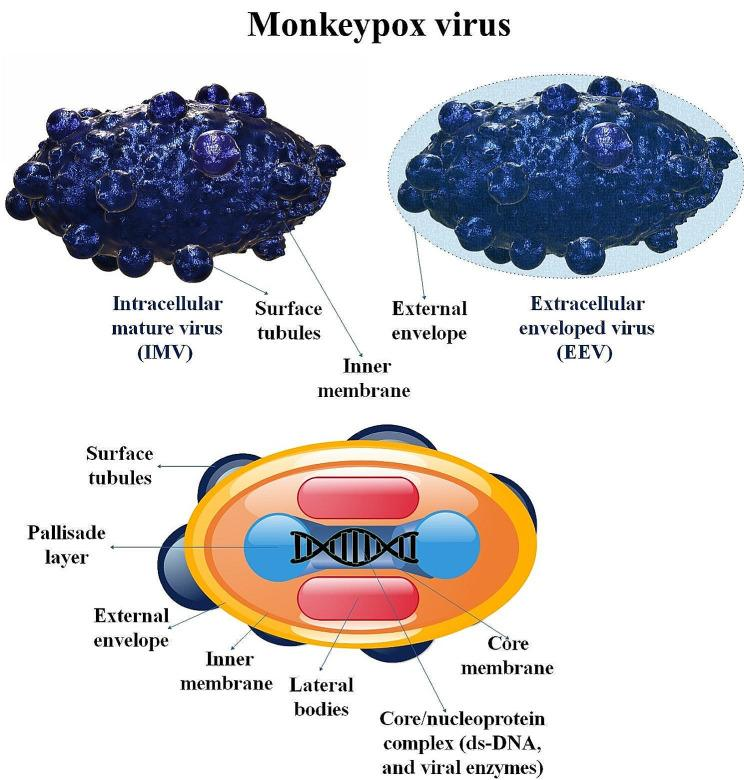 Monkeypox virus
Intracellular
mature virus
(IMV)
Surface
tubules
Inner
membrane
External
envelope
Extracellular
enveloped virus
(EEV)
Surface
tubules
Pallisade
layer
External
envelope
Inner
membrane
Lateral
bodies
Core
membrane
Core/nucleoprotein
complex (ds-DNA,
and viral enzymes)